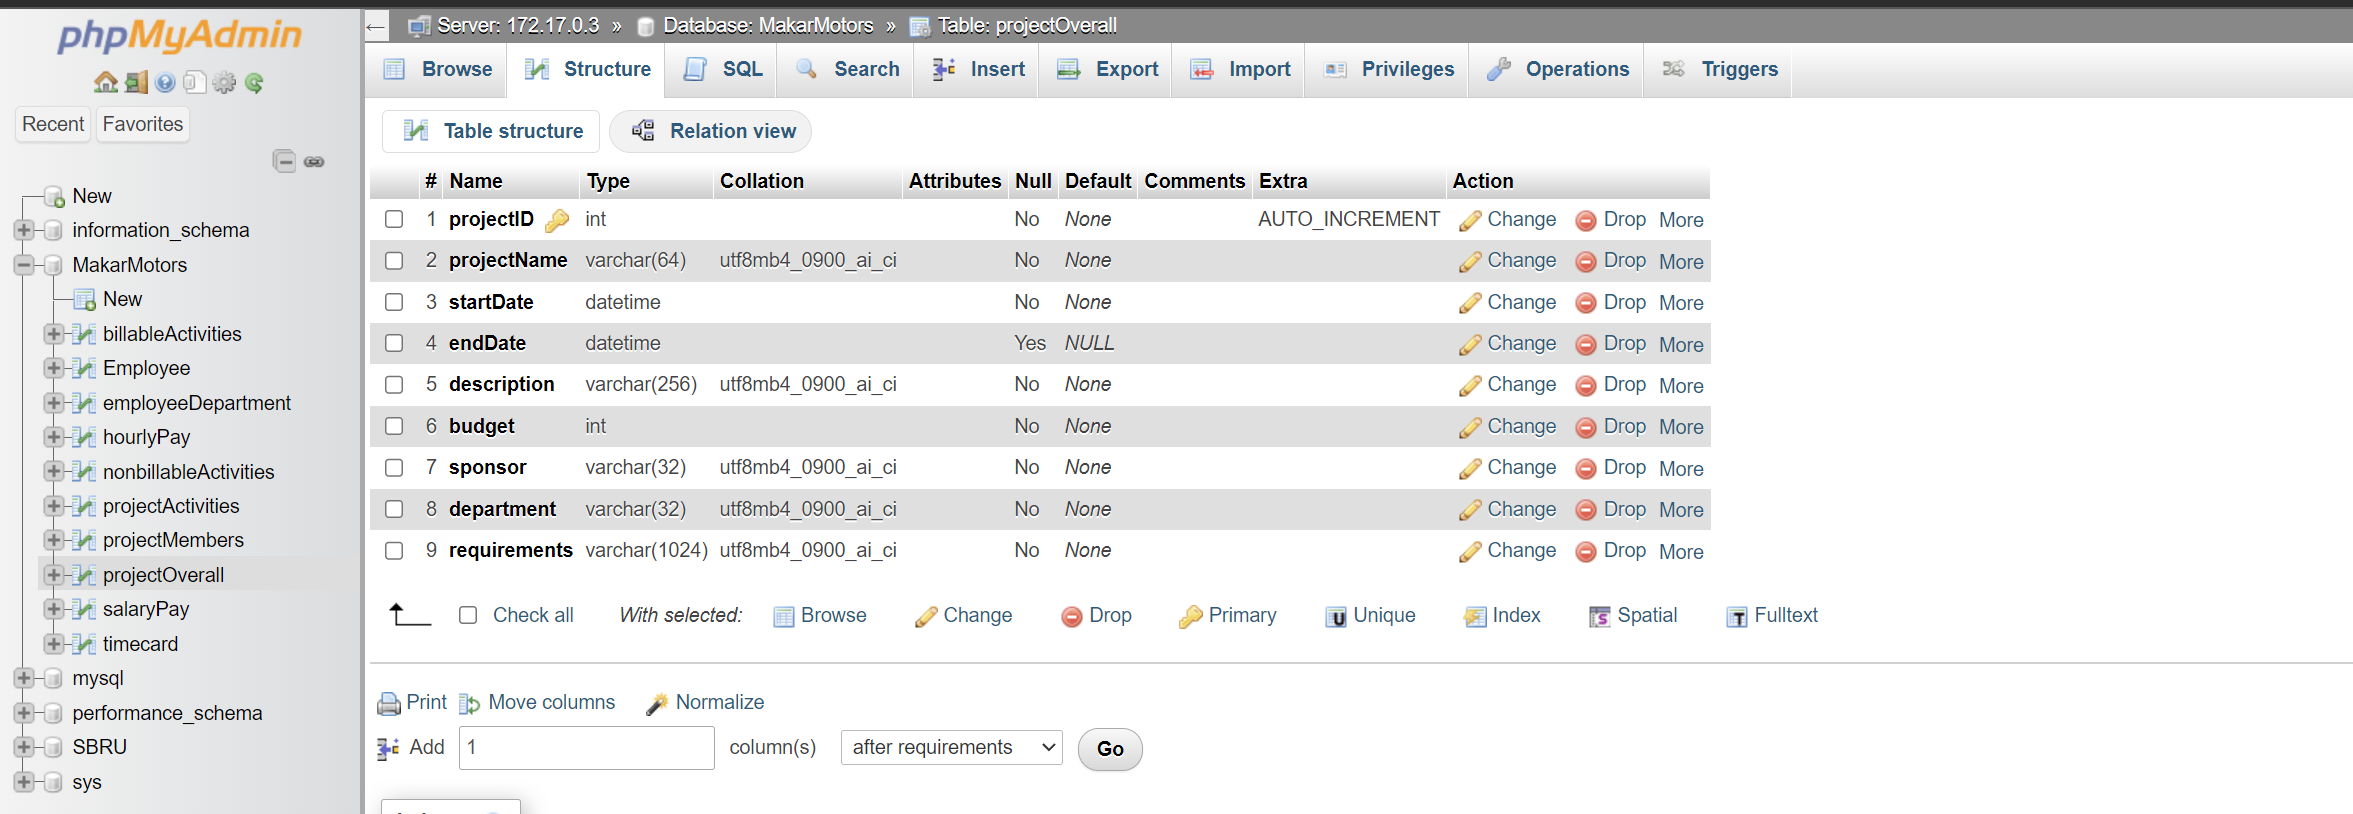 phpMyAdmin
Recent Favorites
New
information_schema
MakarMotors
New
billableActivities
Employee
employeeDepartment
hourlyPay
nonbillableActivities
projectActivities
projectMembers
projectOverall
salaryPay
timecard
mysql
performance_schema
SBRU
sys
Server: 172.17.0.3 » Database: MakarMotors » Table: projectOverall
Browse Structure SQL Search Insert Export Import Privileges Operations Triggers
Table structure Relation view
# Name Type Collation Attributes Null Default Comments Extra Action
1 projectID int No None AUTO_INCREMENT Change Drop More
2 projectName varchar(64) utf8mb4_0900_ai_ci No None Change Drop More
3 startDate datetime No None Change Drop More
4 endDate datetime Yes NULL Change Drop More
5 description varchar(256) utf8mb4_0900_ai_ci No None Change Drop More
6 budget int No None Change Drop More
7 sponsor varchar(32) utf8mb4_0900_ai_ci No None Change Drop More
8 department varchar(32) utf8mb4_0900_ai_ci No None Change Drop More
9 requirements varchar(1024) utf8mb4_0900_ai_ci No None Change Drop More
Check all With selected: Browse Change Drop Primary Unique Index Spatial Fulltext
Print Move columns Normalize
Add 1 column(s) after requirements Go